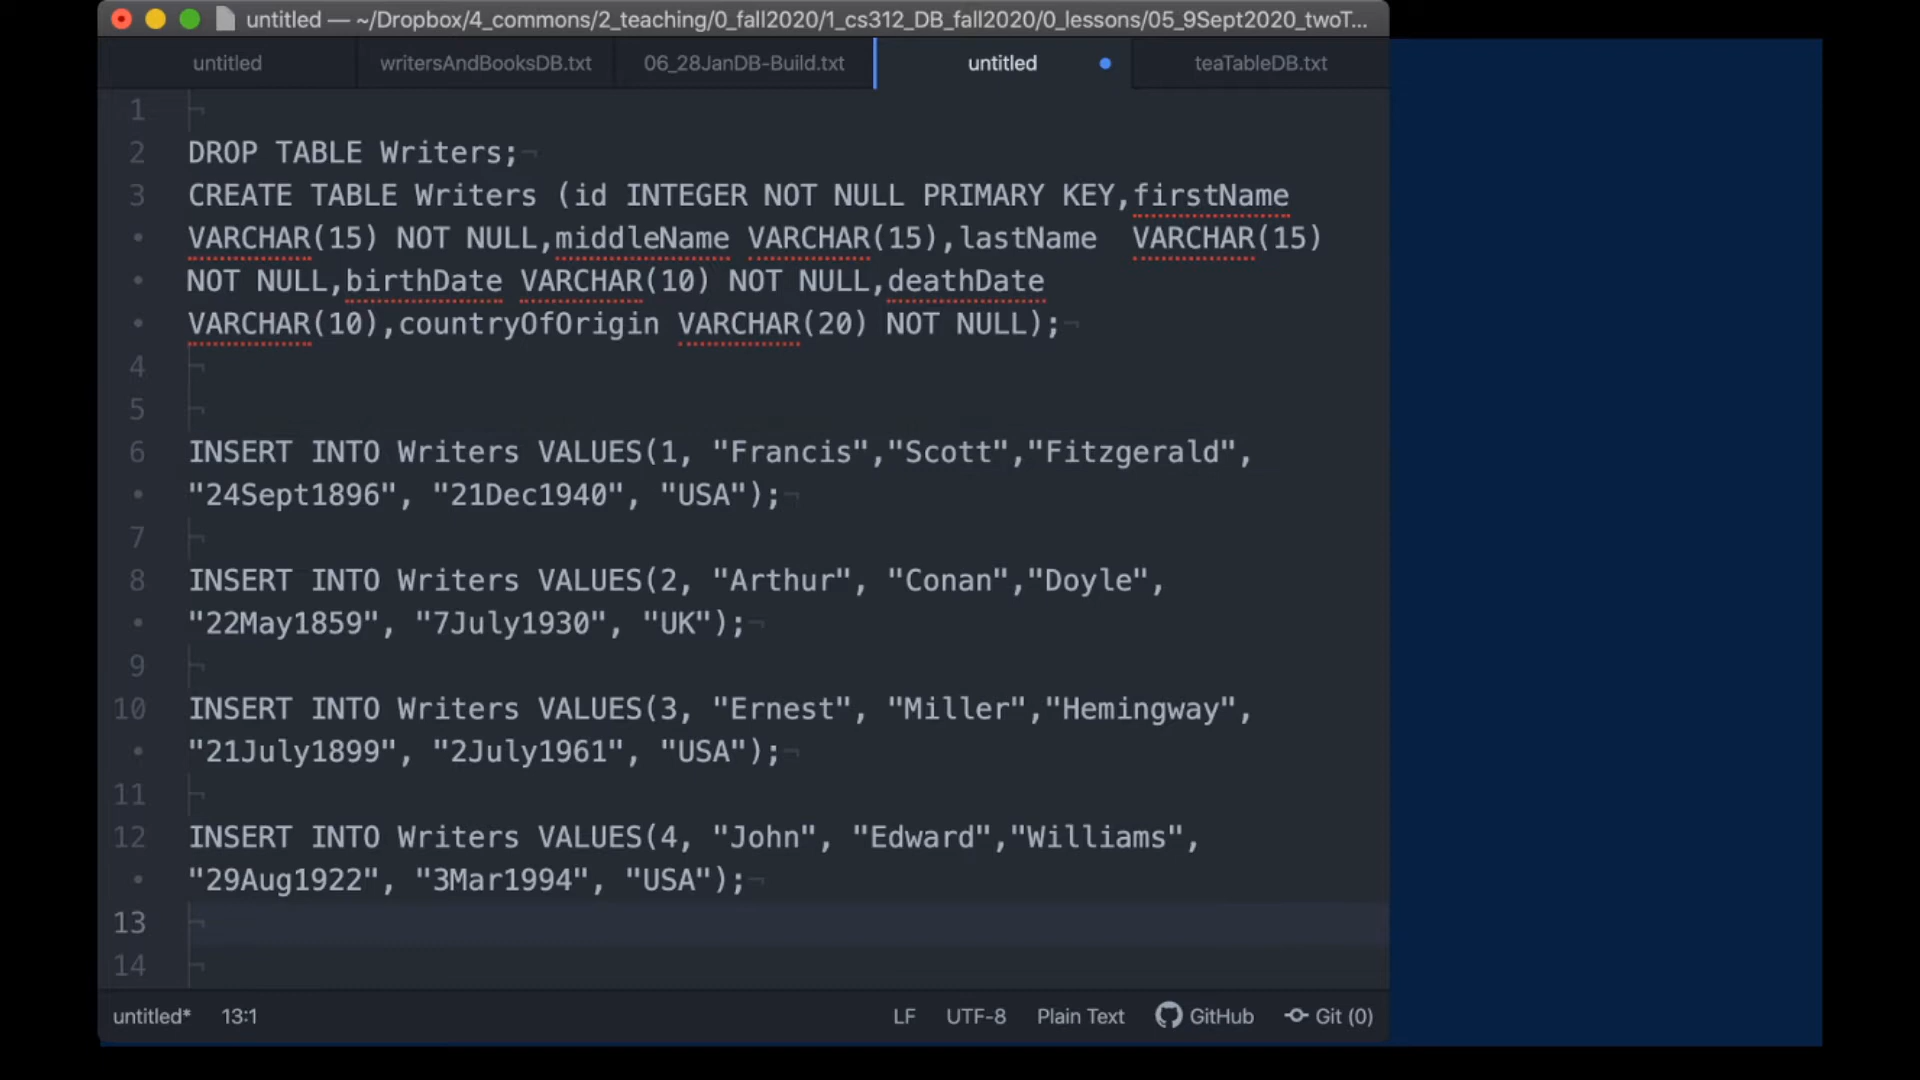 untitled — ~/Dropbox/4_commons/2_teaching/0_fall2020/1_cs312_DB_fall2020/0_lessons/05_9Sept2020_twoT...
untitled writersAndBooksDB.txt 06_28JanDB-Build.txt untitled teaTableDB.txt
1
2 DROP TABLE Writers;
3 CREATE TABLE Writers (id INTEGER NOT NULL PRIMARY KEY,firstName
VARCHAR(15) NOT NULL,middleName VARCHAR(15),lastName  VARCHAR(15)
NOT NULL,birthDate VARCHAR(10) NOT NULL,deathDate
VARCHAR(10),countryOfOrigin VARCHAR(20) NOT NULL);
4
5
6 INSERT INTO Writers VALUES(1, "Francis","Scott","Fitzgerald",
"24Sept1896", "21Dec1940", "USA");
7
8 INSERT INTO Writers VALUES(2, "Arthur", "Conan","Doyle",
"22May1859", "7July1930", "UK");
9
10 INSERT INTO Writers VALUES(3, "Ernest", "Miller","Hemingway",
"21July1899", "2July1961", "USA");
11
12 INSERT INTO Writers VALUES(4, "John", "Edward","Williams",
"29Aug1922", "3Mar1994", "USA");
13
14
untitled* 13:1 LF UTF-8 Plain Text GitHub Git (0)